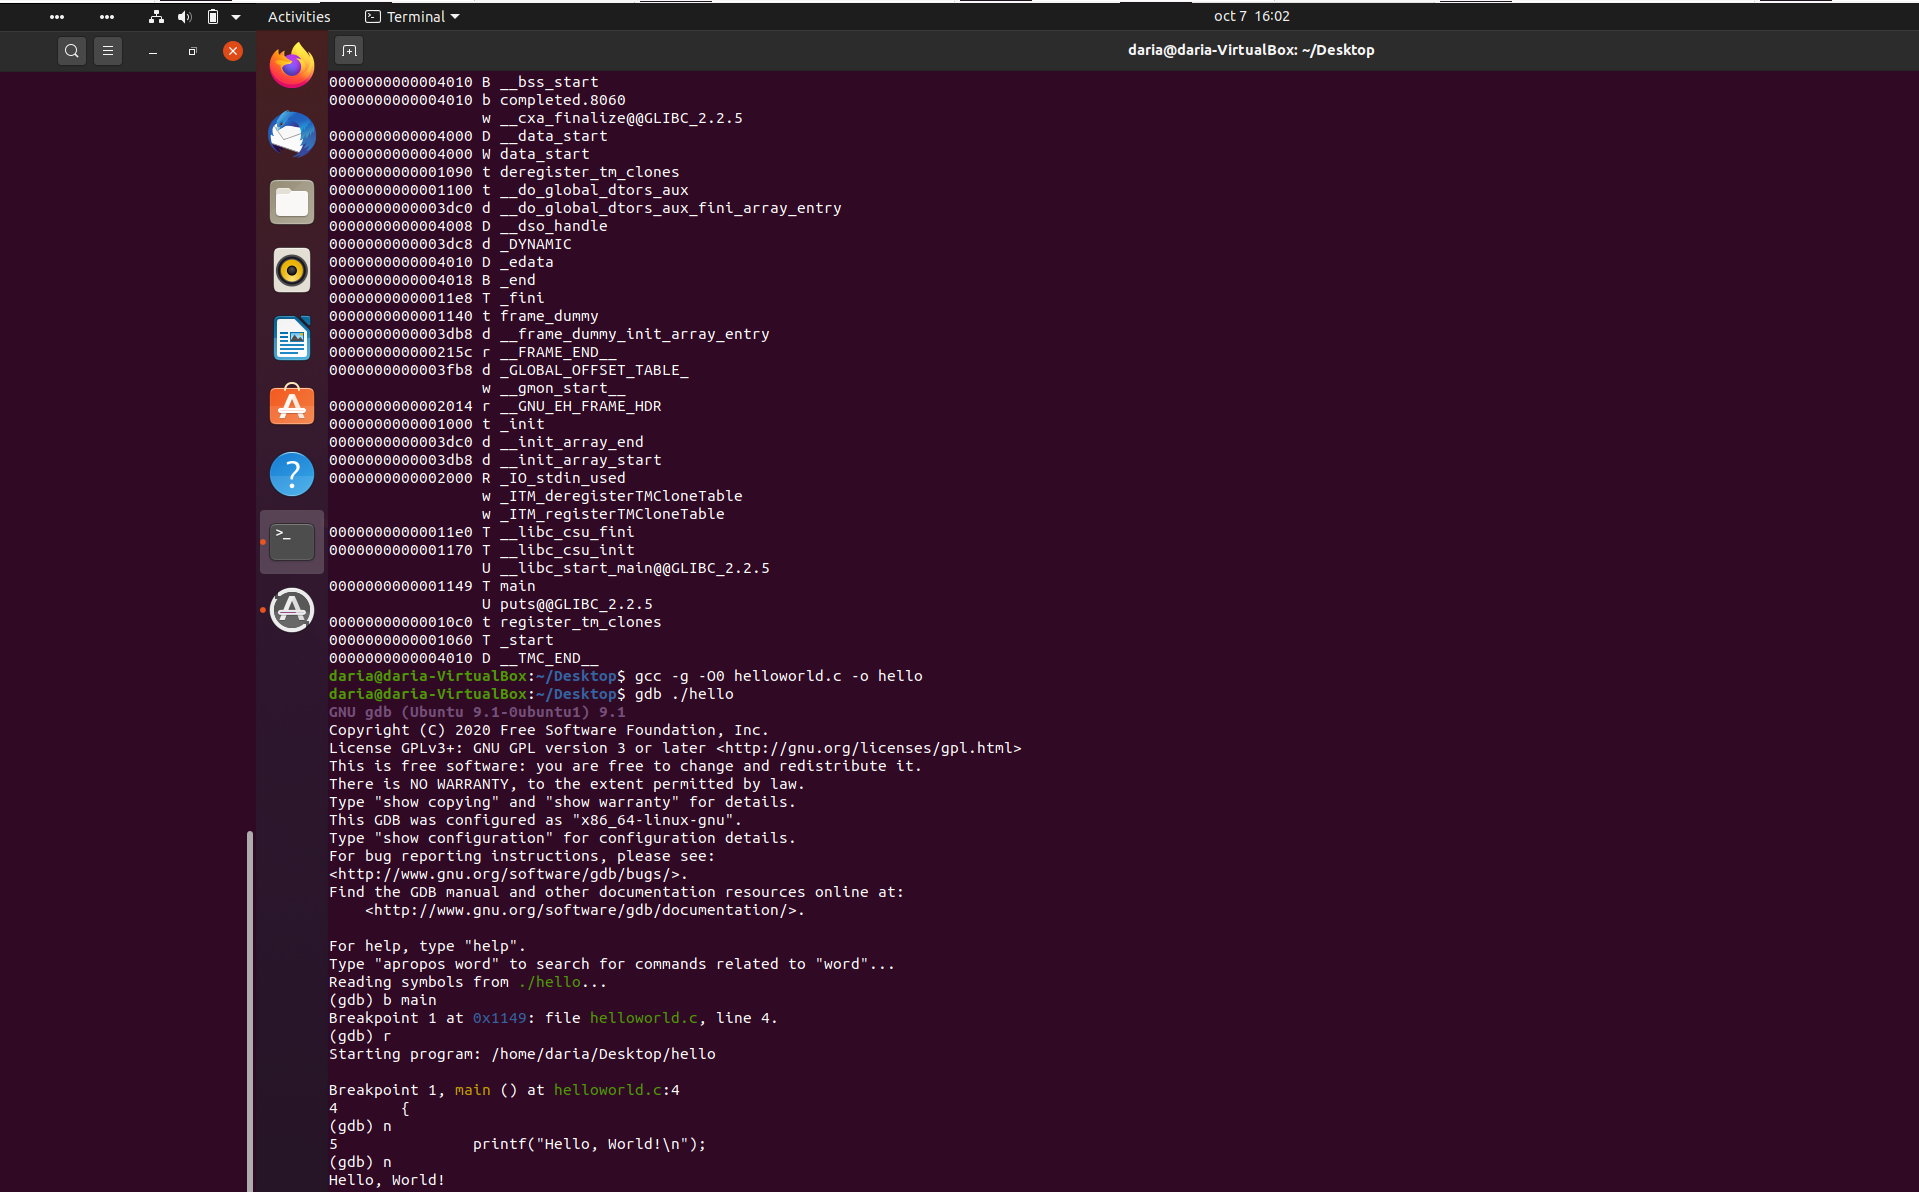 Activities Terminal oct 7 16:02
daria@daria-VirtualBox: ~/Desktop
0000000000004010 B __bss_start
0000000000004010 b completed.8060
                 w __cxa_finalize@@GLIBC_2.2.5
0000000000004000 D __data_start
0000000000004000 W data_start
0000000000001090 t deregister_tm_clones
0000000000001100 t __do_global_dtors_aux
0000000000003dc0 d __do_global_dtors_aux_fini_array_entry
0000000000004008 D __dso_handle
0000000000003dc8 d _DYNAMIC
0000000000004010 D _edata
0000000000004018 B _end
00000000000011e8 T _fini
0000000000001140 t frame_dummy
0000000000003db8 d __frame_dummy_init_array_entry
000000000000215c r __FRAME_END__
0000000000003fb8 d _GLOBAL_OFFSET_TABLE_
                 w __gmon_start__
0000000000002014 r __GNU_EH_FRAME_HDR
0000000000001000 t _init
0000000000003dc0 d __init_array_end
0000000000003db8 d __init_array_start
0000000000002000 R _IO_stdin_used
                 w _ITM_deregisterTMCloneTable
                 w _ITM_registerTMCloneTable
00000000000011e0 T __libc_csu_fini
0000000000001170 T __libc_csu_init
                 U __libc_start_main@@GLIBC_2.2.5
0000000000001149 T main
                 U puts@@GLIBC_2.2.5
00000000000010c0 t register_tm_clones
0000000000001060 T _start
0000000000004010 D __TMC_END__
daria@daria-VirtualBox:~/Desktop$ gcc -g -O0 helloworld.c -o hello
daria@daria-VirtualBox:~/Desktop$ gdb ./hello
GNU gdb (Ubuntu 9.1-0ubuntu1) 9.1
Copyright (C) 2020 Free Software Foundation, Inc.
License GPLv3+: GNU GPL version 3 or later <http://gnu.org/licenses/gpl.html>
This is free software: you are free to change and redistribute it.
There is NO WARRANTY, to the extent permitted by law.
Type "show copying" and "show warranty" for details.
This GDB was configured as "x86_64-linux-gnu".
Type "show configuration" for configuration details.
For bug reporting instructions, please see:
<http://www.gnu.org/software/gdb/bugs/>.
Find the GDB manual and other documentation resources online at:
    <http://www.gnu.org/software/gdb/documentation/>.

For help, type "help".
Type "apropos word" to search for commands related to "word"...
Reading symbols from ./hello...
(gdb) b main
Breakpoint 1 at 0x1149: file helloworld.c, line 4.
(gdb) r
Starting program: /home/daria/Desktop/hello

Breakpoint 1, main () at helloworld.c:4
4       {
(gdb) n
5               printf("Hello, World!\n");
(gdb) n
Hello, World!